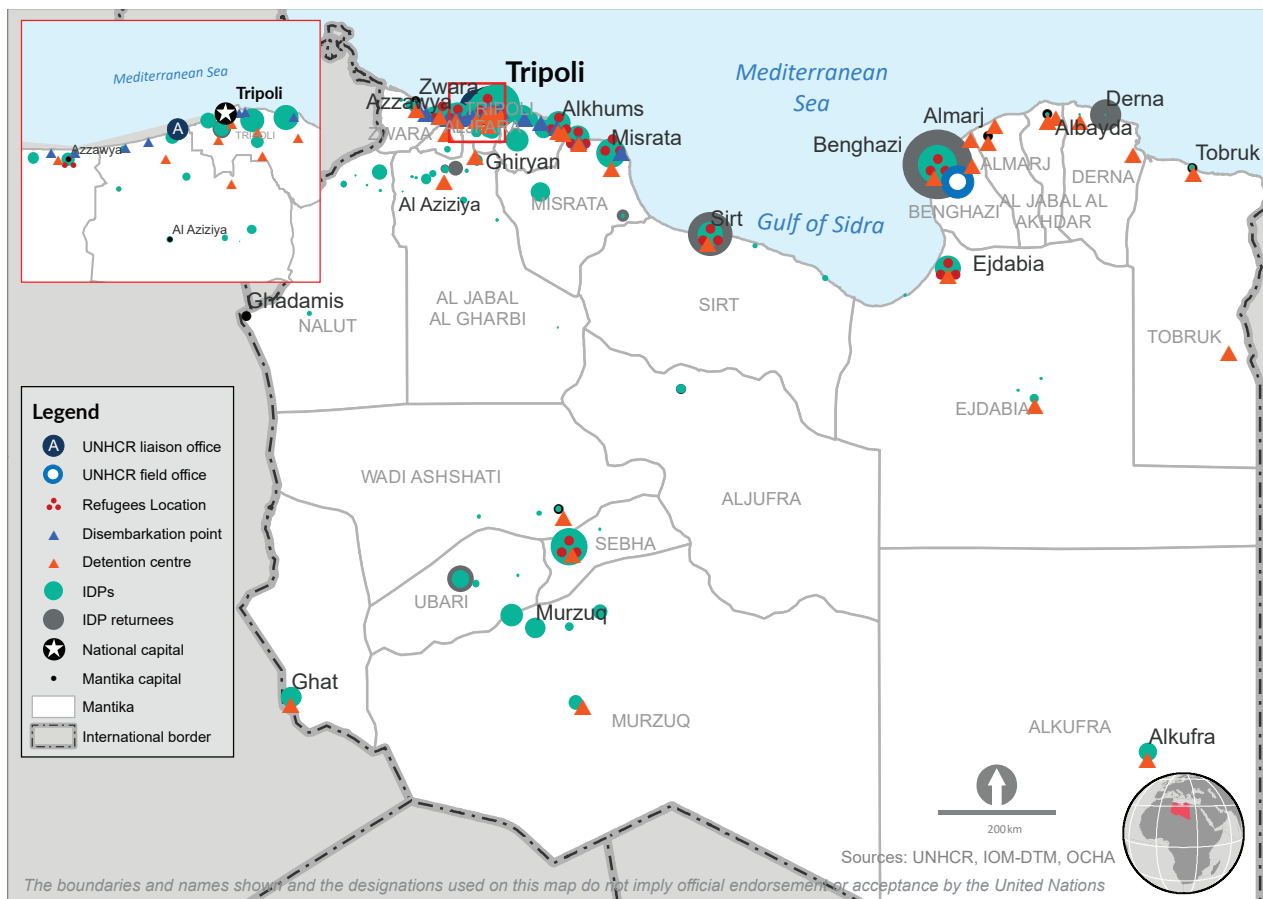 Mediterranean Sea
Tripoli
A
TRIPOLI
Azzawya
Al Aziziya
Tripoli
Mediterranean
Sea
Zwara
Azzawya
TRIPOLI
ZWARA
Alkhums
Misrata
Ghiryan
Al Aziziya
MISRATA
Sirt
Gulf of Sidra
Almarj
Benghazi
Derna
Albayda
Tobruk
ALMARJ
DERNA
BENGHAZI
AL JABAL AL
AKHDAR
Ejdabia
Ghadamis
NALUT
AL JABAL
AL GHARBI
SIRT
TOBRUK
EJDABIA
WADI ASHSHATI
ALJUFRA
SEBHA
UBARI
Murzuq
Ghat
MURZUQ
ALKUFRA
Alkufra
Legend
A UNHCR liaison office
UNHCR field office
Refugees Location
Disembarkation point
Detention centre
IDPs
IDP returnees
National capital
Mantika capital
Mantika
International border
200 km
Sources: UNHCR, IOM-DTM, OCHA
The boundaries and names shown and the designations used on this map do not imply official endorsement or acceptance by the United Nations